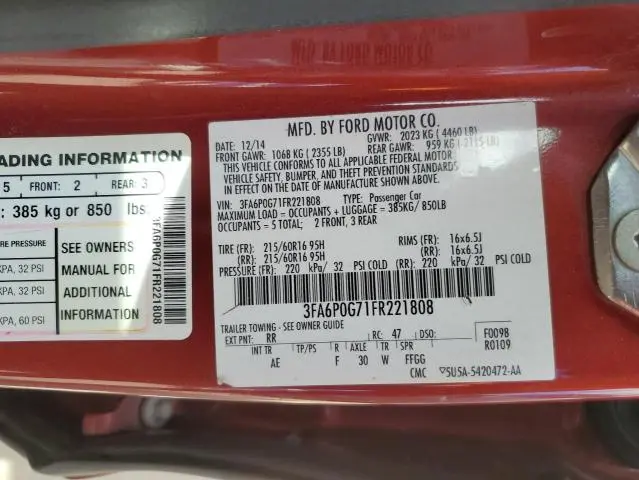 MFD. BY FORD MOTOR CO.
DATE: 12/14 GVWR: 2023 KG ( 4460 LB)
FRONT GAWR: 1068 KG ( 2355 LB) REAR GAWR: 959 KG ( 2115 LB)
THIS VEHICLE CONFORMS TO ALL APPLICABLE FEDERAL MOTOR
VEHICLE SAFETY, BUMPER, AND THEFT PREVENTION STANDARDS
IN EFFECT ON THE DATE OF MANUFACTURE SHOWN ABOVE.
VIN: 3FA6P0G71FR221808 TYPE: Passenger Car
MAXIMUM LOAD = OCCUPANTS + LUGGAGE = 385KG/ 850LB
OCCUPANTS = 5 TOTAL; 2 FRONT, 3 REAR
TIRE (FR): 215/60R16 95H RIMS (FR): 16x6.5J
(RR): 215/60R16 95H (RR): 16x6.5J
PRESSURE (FR): 220 kPa/ 32 PSI COLD (RR): 220 kPa/ 32 PSI COLD
3FA6P0G71FR221808
TRAILER TOWING - SEE OWNER GUIDE
EXT PNT: RR RC: 47 DSO: F0098
R0109
INT TR TP/PS R AXLE TR SPR
AE F 30 W FFGG
CMC 5U5A-5420472-AA
ADING INFORMATION
5 FRONT: 2 REAR: 3
: 385 kg or 850 lbs
RE PRESSURE
KPA, 32 PSI
KPA, 32 PSI
KPA, 60 PSI
SEE OWNERS
MANUAL FOR
ADDITIONAL
INFORMATION
3FA6P0G71FR221808